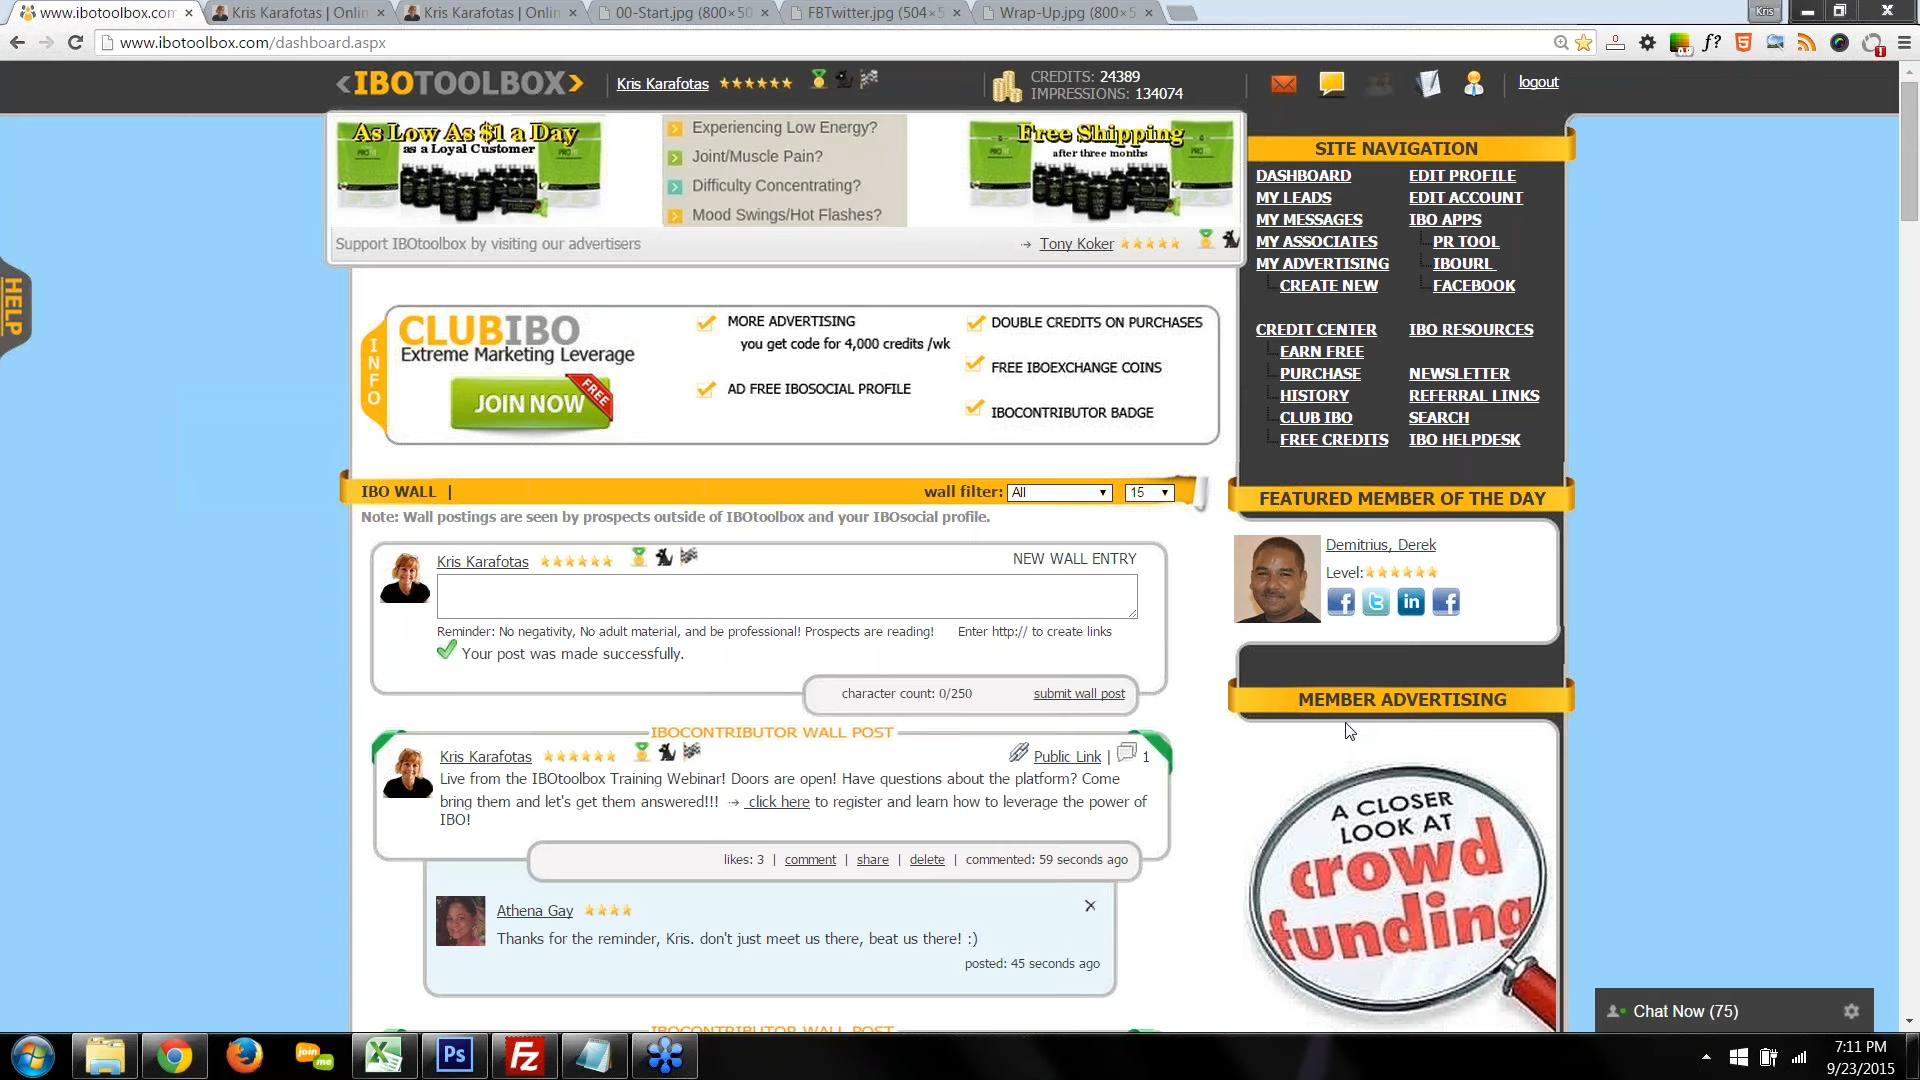 www.ibotoolbox.com
Kris Karafotas | Onlin
Kris Karafotas | Onlin
00-Start.jpg (800×50
FBTwitter.jpg (504×5
Wrap-Up.jpg (800×5
Kris
www.ibotoolbox.com/dashboard.aspx
<IBOTOOLBOX>
Kris Karafotas
CREDITS: 24389
IMPRESSIONS: 134074
logout
As Low As $1 a Day
as a Loyal Customer
Experiencing Low Energy?
Joint/Muscle Pain?
Difficulty Concentrating?
Mood Swings/Hot Flashes?
Free Shipping
after three months
Support IBOtoolbox by visiting our advertisers
Tony Koker
HELP
SITE NAVIGATION
DASHBOARD
MY LEADS
MY MESSAGES
MY ASSOCIATES
MY ADVERTISING
CREATE NEW
CREDIT CENTER
EARN FREE
PURCHASE
HISTORY
CLUB IBO
FREE CREDITS
EDIT PROFILE
EDIT ACCOUNT
IBO APPS
PR TOOL
IBOURL
FACEBOOK
IBO RESOURCES
NEWSLETTER
REFERRAL LINKS
SEARCH
IBO HELPDESK
INFO
CLUBIBO
Extreme Marketing Leverage
JOIN NOW
FREE
MORE ADVERTISING
you get code for 4,000 credits /wk
AD FREE IBOSOCIAL PROFILE
DOUBLE CREDITS ON PURCHASES
FREE IBOEXCHANGE COINS
IBOCONTRIBUTOR BADGE
IBO WALL |
wall filter: All 15
Note: Wall postings are seen by prospects outside of IBOtoolbox and your IBOsocial profile.
Kris Karafotas
NEW WALL ENTRY
Reminder: No negativity, No adult material, and be professional! Prospects are reading! Enter http:// to create links
Your post was made successfully.
character count: 0/250 submit wall post
IBOCONTRIBUTOR WALL POST
Kris Karafotas
Public Link | 1
Live from the IBOtoolbox Training Webinar! Doors are open! Have questions about the platform? Come
bring them and let's get them answered!!! → click here to register and learn how to leverage the power of
IBO!
likes: 3 | comment | share | delete | commented: 59 seconds ago
Athena Gay
Thanks for the reminder, Kris. don't just meet us there, beat us there! :)
posted: 45 seconds ago
IBOCONTRIBUTOR WALL POST
FEATURED MEMBER OF THE DAY
Demitrius, Derek
Level:
MEMBER ADVERTISING
A CLOSER
LOOK AT
crowd
funding
Chat Now (75)
7:11 PM
9/23/2015